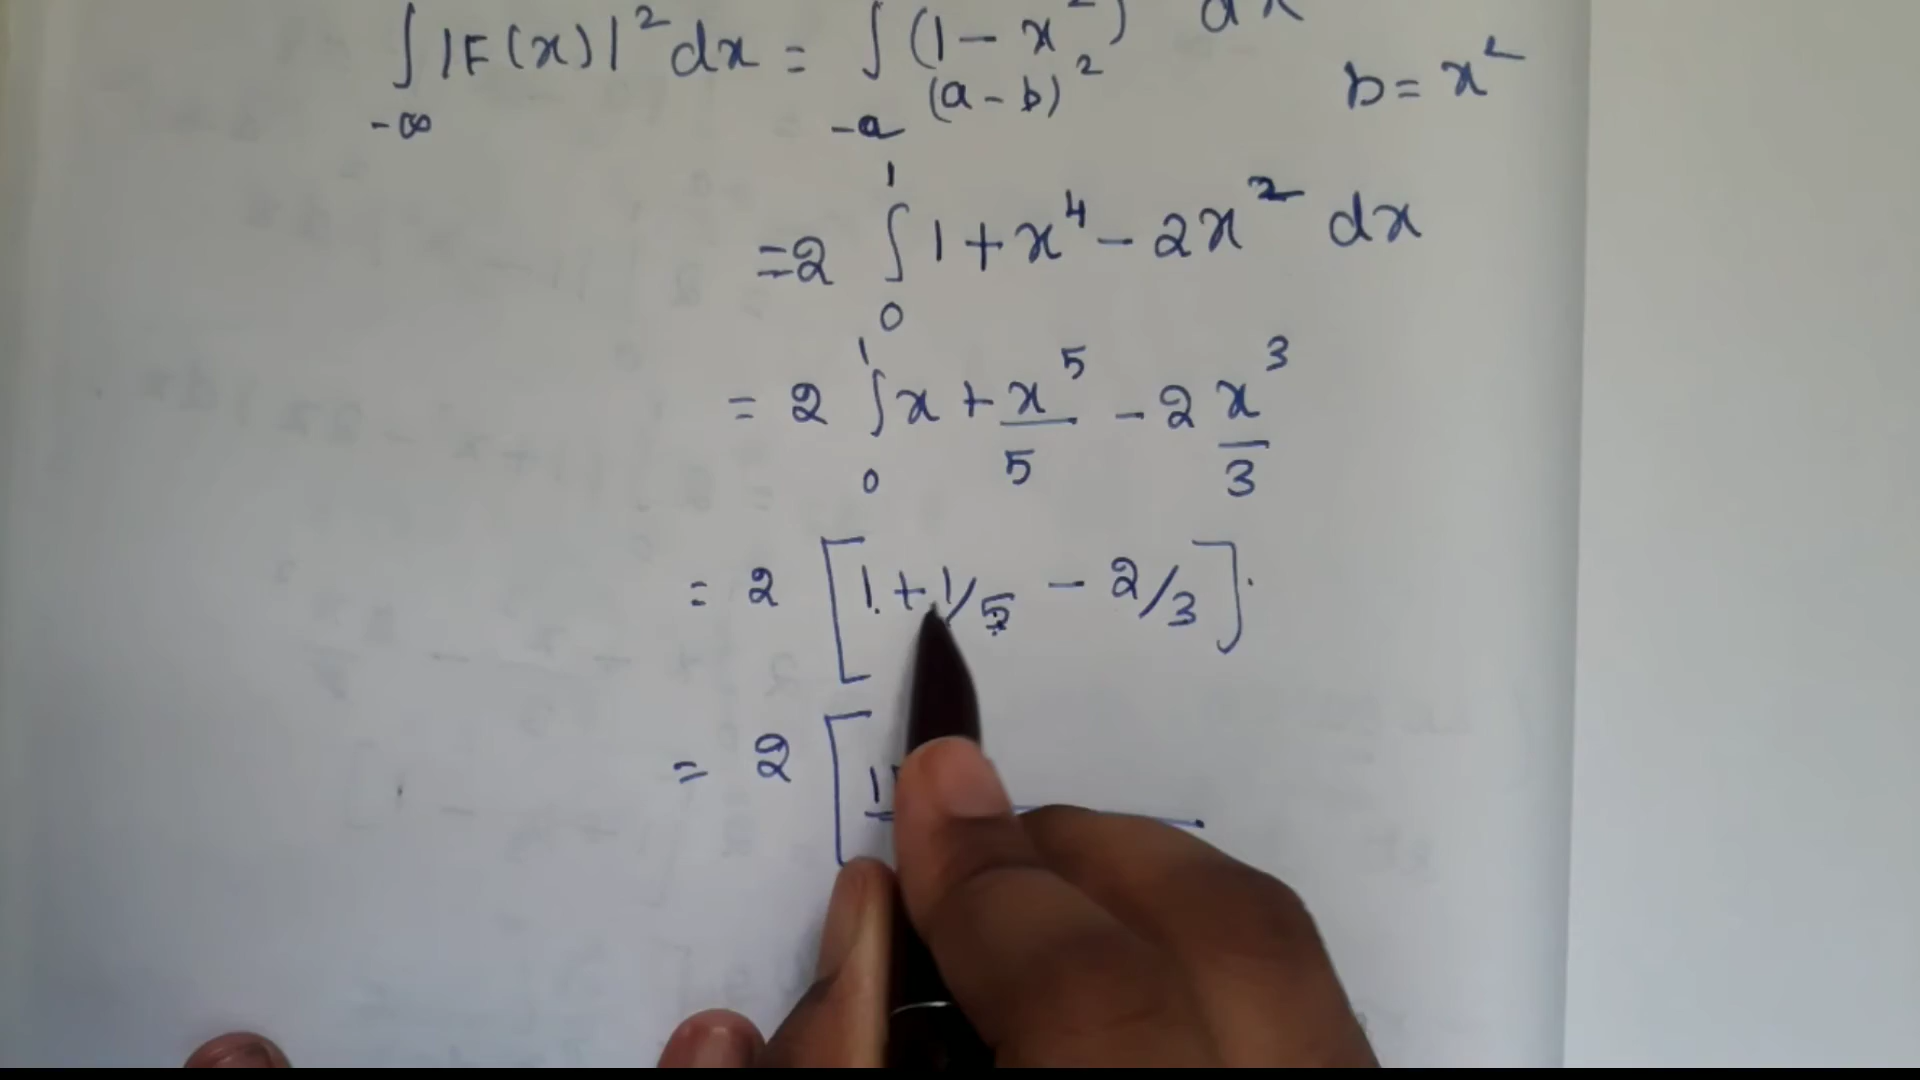 ∫ |F(x)|² dx = ∫ (1 - x²) dx
-∞ -a (a - b)² b = x²
1
= 2 ∫ 1 + x⁴ - 2x² dx
0
1
= 2 ∫ x + x⁵/5 - 2 x³/3
0
= 2 [1 + 1/5 - 2/3].
= 2 [